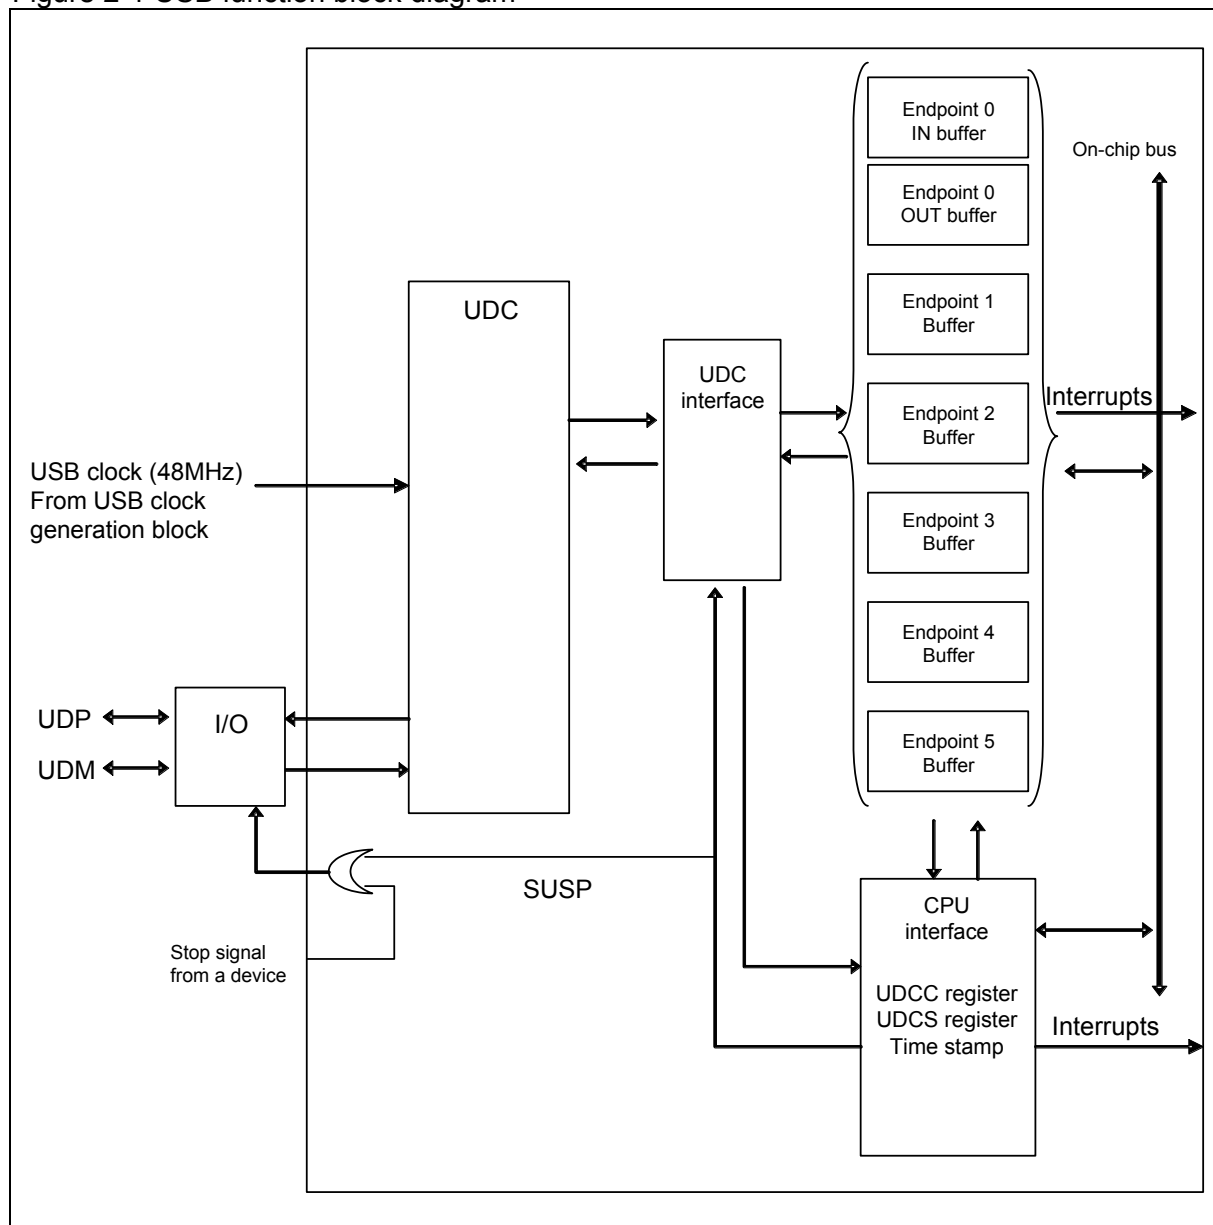 Figure 2-1 USB function block diagram
Endpoint 0
IN buffer
On-chip bus
Endpoint 0
OUT buffer
UDC
Endpoint 1
Buffer
UDC
interface
Endpoint 2
Buffer
Interrupts
USB clock (48MHz)
From USB clock
generation block
Endpoint 3
Buffer
Endpoint 4
Buffer
UDP
I/O
UDM
Endpoint 5
Buffer
SUSP
CPU
interface
Stop signal
from a device
UDCC register
UDCS register
Time stamp
Interrupts